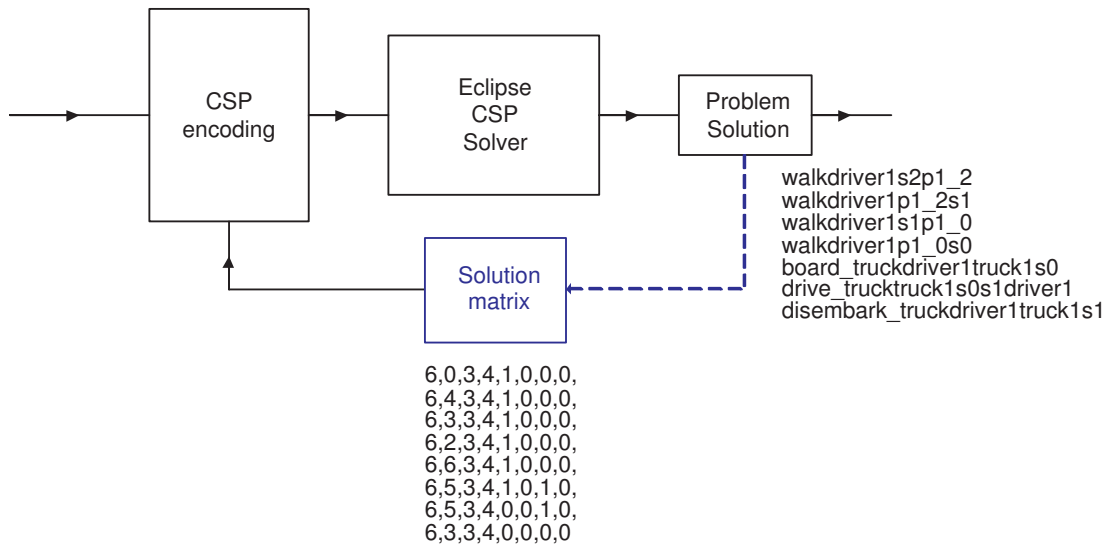 CSP
encoding
Eclipse
CSP
Solver
Problem
Solution
walkdriver1s2p1_2
walkdriver1p1_2s1
walkdriver1s1p1_0
walkdriver1p1_0s0
board_truckdriver1truck1s0
drive_trucktruck1s0s1driver1
disembark_truckdriver1truck1s1
Solution
matrix
6,0,3,4,1,0,0,0,
6,4,3,4,1,0,0,0,
6,3,3,4,1,0,0,0,
6,2,3,4,1,0,0,0,
6,6,3,4,1,0,0,0,
6,5,3,4,1,0,1,0,
6,5,3,4,0,0,1,0,
6,3,3,4,0,0,0,0